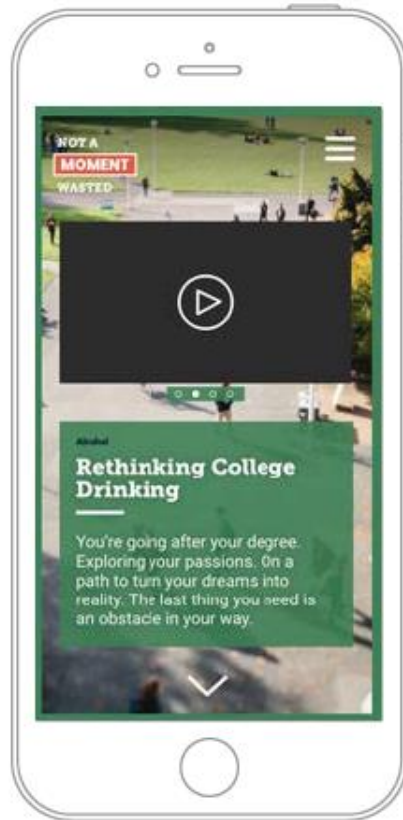 NOT A
MOMENT
WASTED
Alcohol
Rethinking College
Drinking
You're going after your degree.
Exploring your passions. On a
path to turn your dreams into
reality. The last thing you need is
an obstacle in your way.